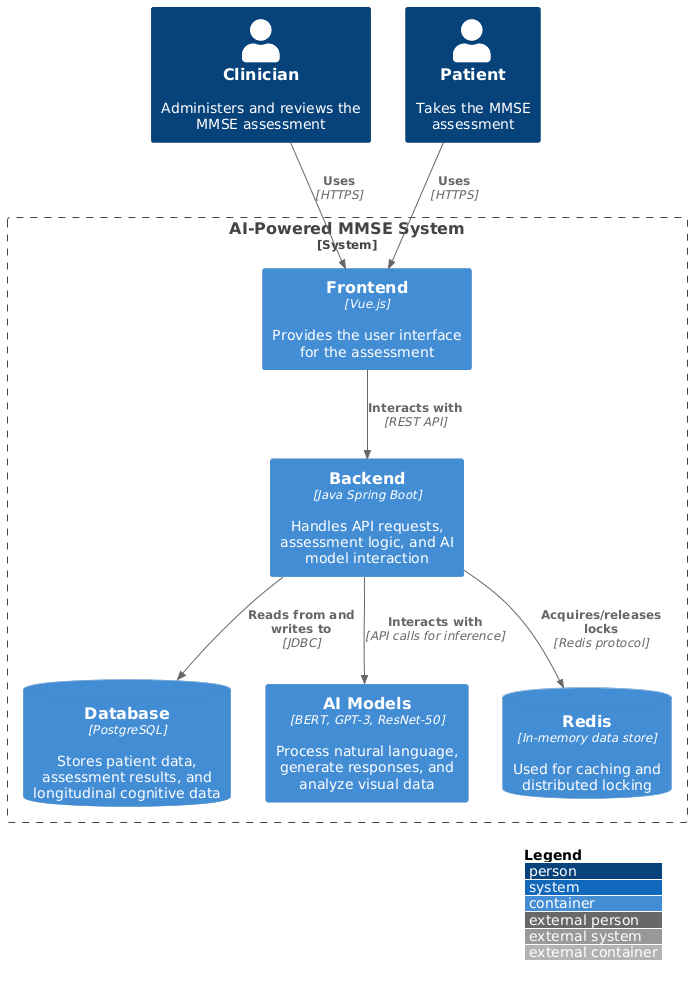 Clinician
Administers and reviews the
MMSE assessment
Patient
Takes the MMSE
assessment
Uses
[HTTPS]
Uses
[HTTPS]
AI-Powered MMSE System
[System]
Frontend
[Vue.js]
Provides the user interface
for the assessment
Interacts with
[REST API]
Backend
[Java Spring Boot]
Handles API requests,
assessment logic, and AI
model interaction
Reads from and
writes to
[JDBC]
Interacts with
[API calls for inference]
Acquires/releases
locks
[Redis protocol]
Database
[PostgreSQL]
Stores patient data,
assessment results, and
longitudinal cognitive data
AI Models
[BERT, GPT-3, ResNet-50]
Process natural language,
generate responses, and
analyze visual data
Redis
[In-memory data store]
Used for caching and
distributed locking
Legend
person
system
container
external person
external system
external container